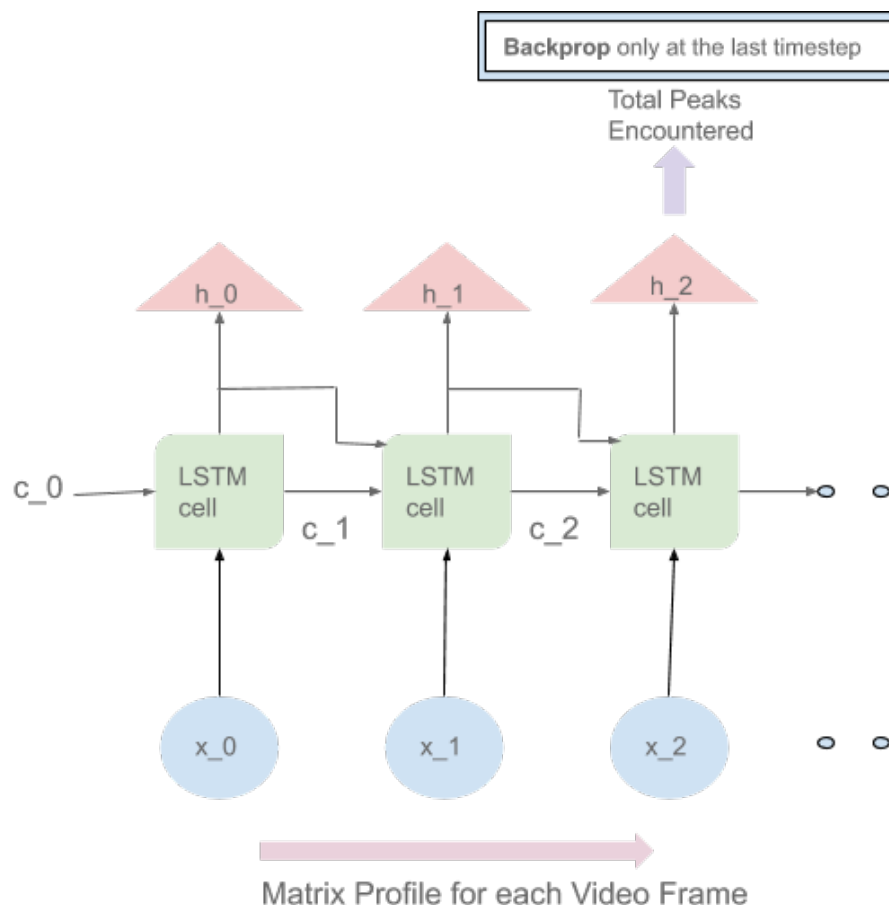 Backprop only at the last timestep
Total Peaks
Encountered
h_0
h_1
h_2
c_0
LSTM
cell
c_1
LSTM
cell
c_2
LSTM
cell
x_0
x_1
x_2
Matrix Profile for each Video Frame